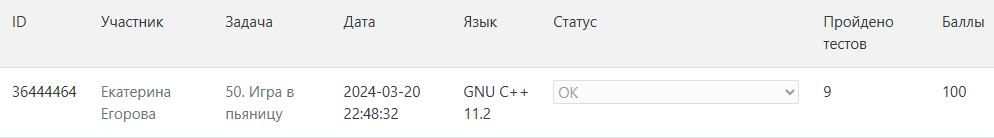 ID Участник Задача Дата Язык Статус Пройдено Баллы
тестов
36444464 Екатерина 50. Игра в 2024-03-20 GNU C++ OK 9 100
Егорова пьяницу 22:48:32 11.2